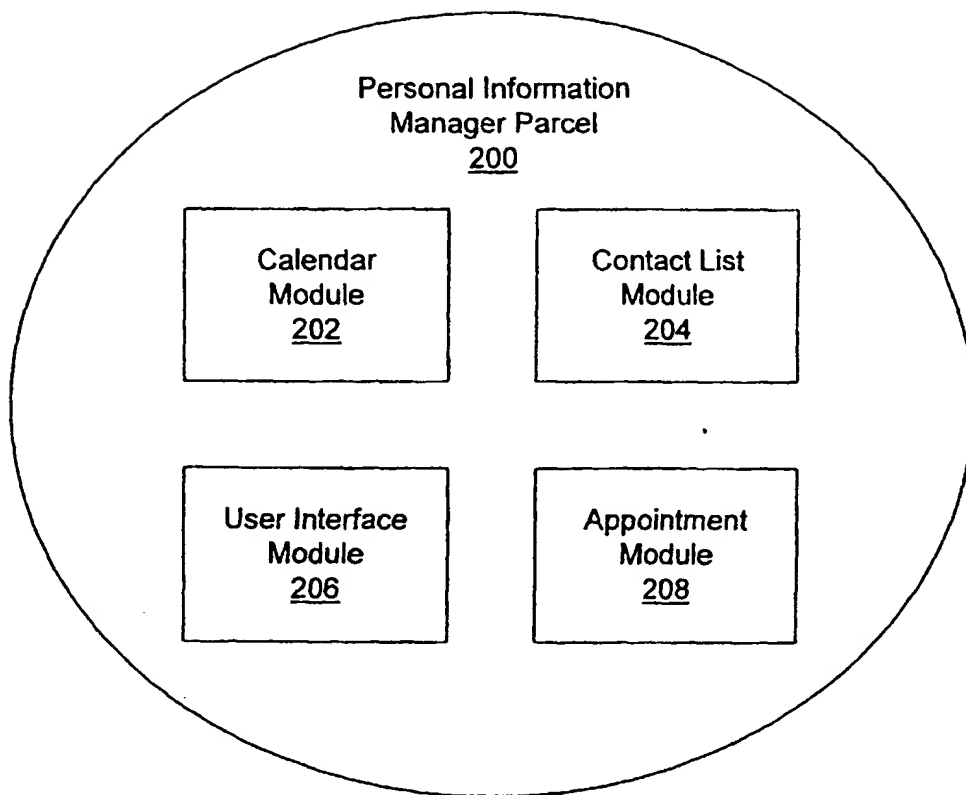 Personal Information
Manager Parcel
200
Calendar
Module
202
Contact List
Module
204
User Interface
Module
206
Appointment
Module
208